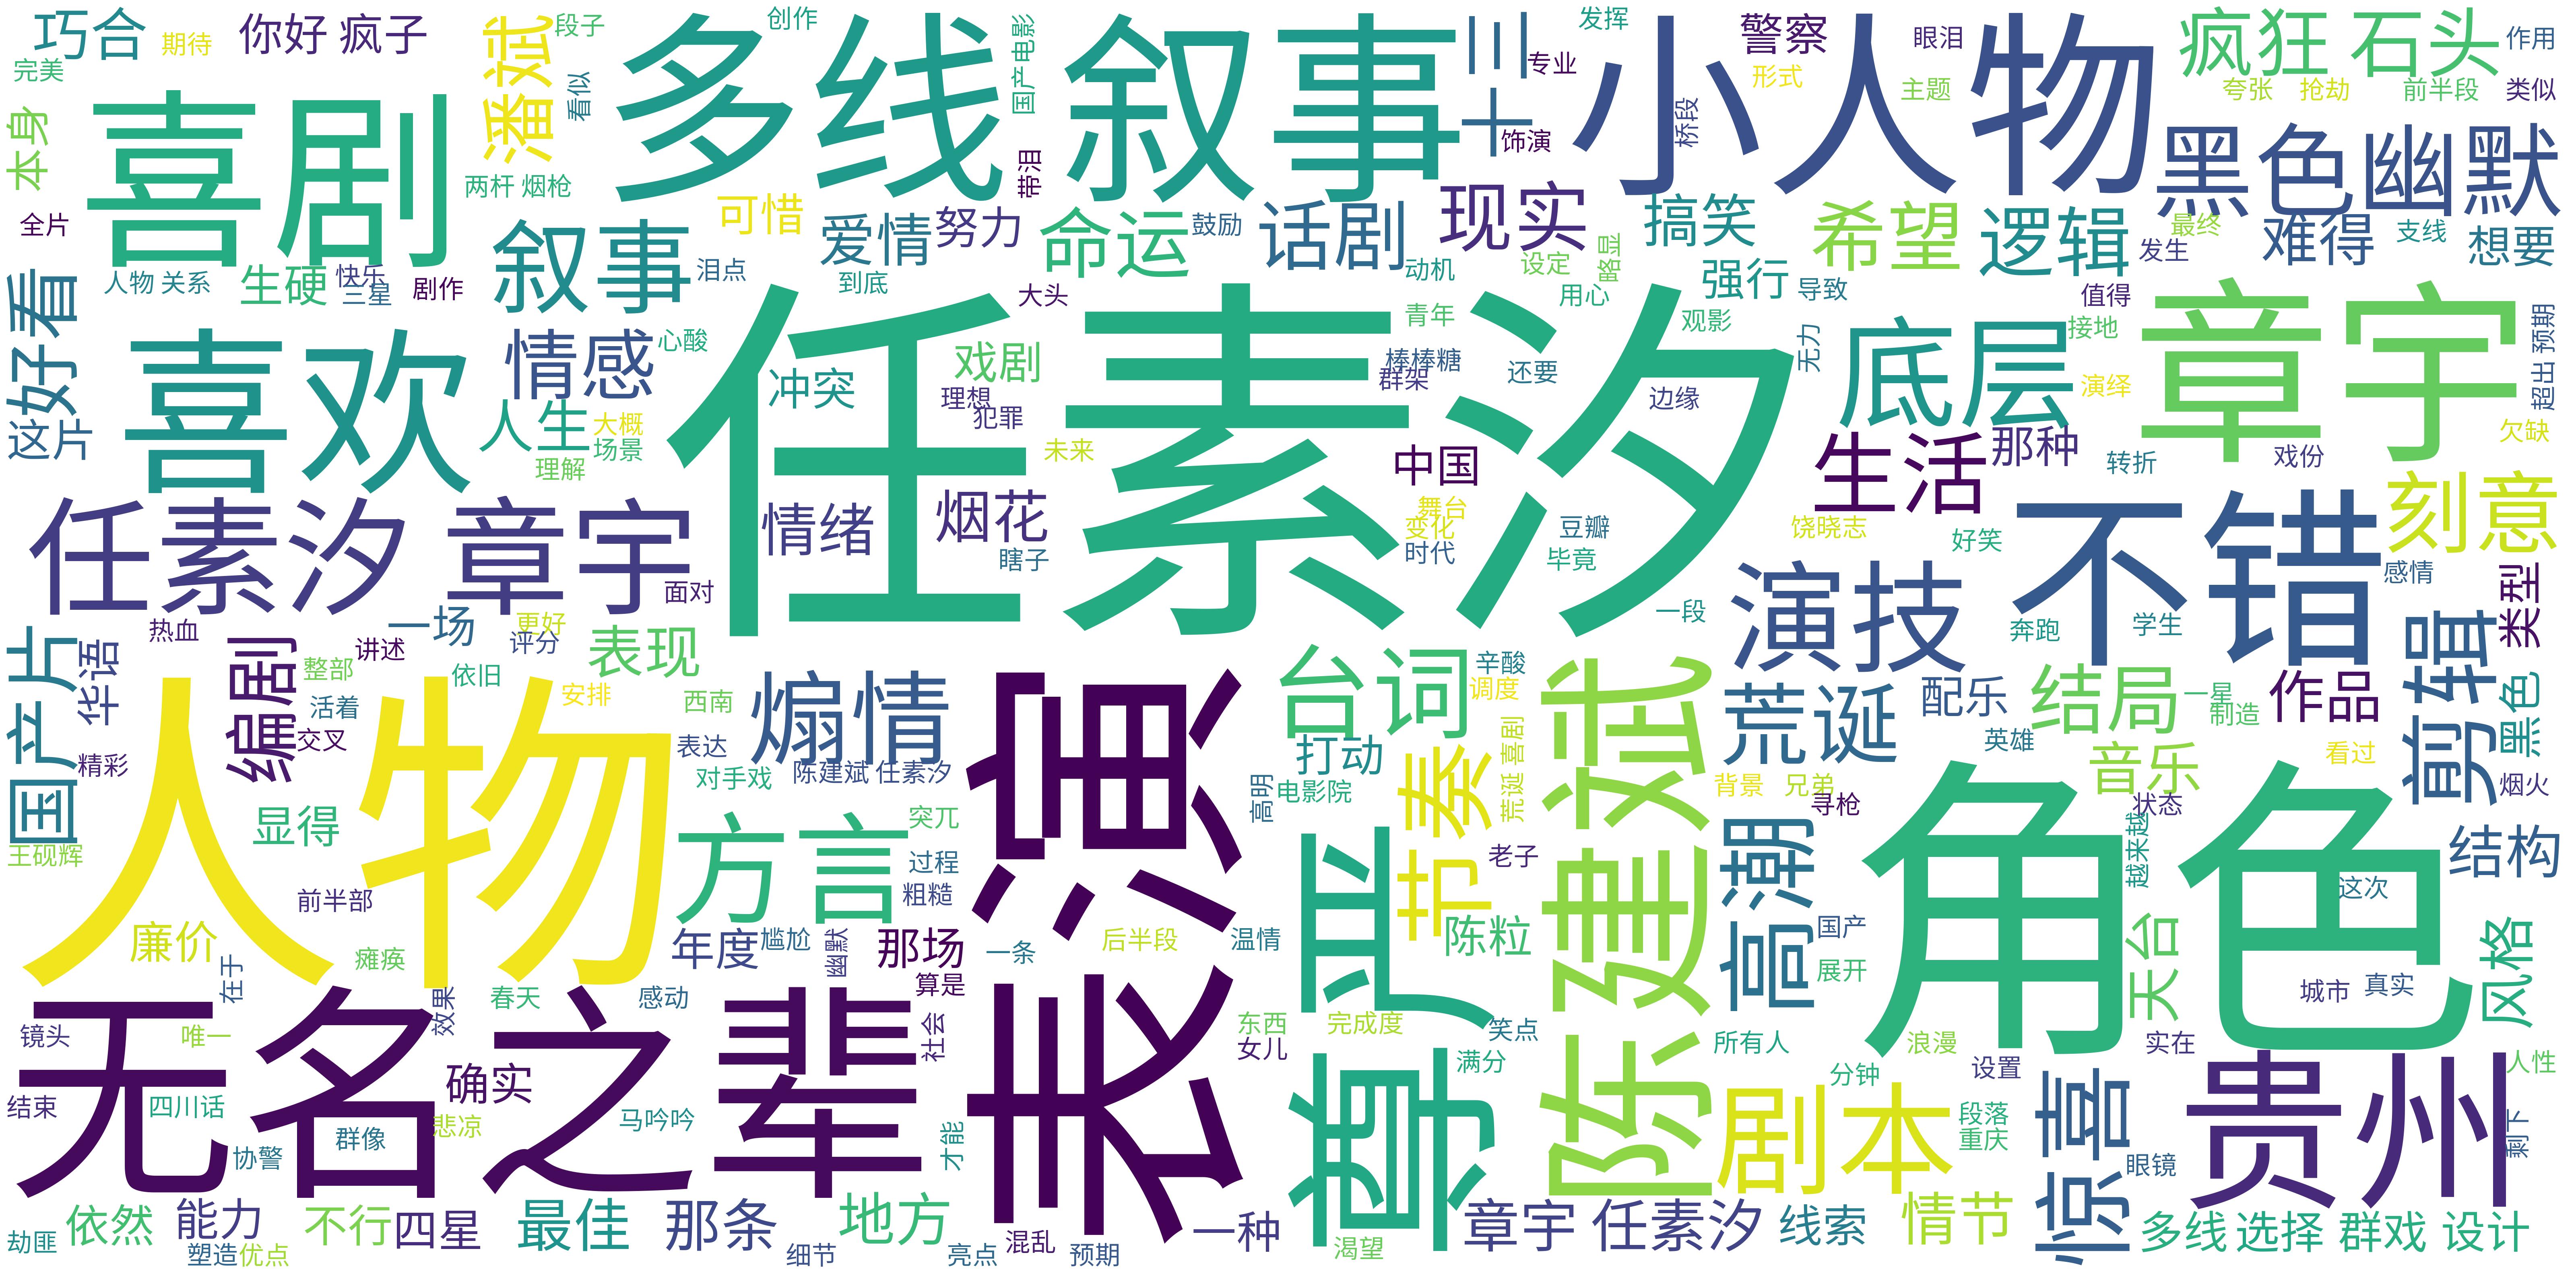 巧合
期待
你好 疯子
潘斌
段子
多线 叙事
创作
国产 电影
三十
发挥
专业
小人物
警察
形式
眼泪
主题
疯狂 石头
作用
完美
看似
桥段
夸张
抢劫
前半段
类似
喜剧
本身
两杆 烟枪
带泪
饰演
黑色幽默
全片
可惜
爱情
努力
命运
鼓励
话剧
现实
搞笑
希望
逻辑
最终
难得
支线
想要
人物 关系
生硬
快乐
三星
剧作
叙事
泪点
到底
大头
动机
设定
略显
用心
强行
导致
发生
值得
好看
喜欢
情感
心酸
任素汐
戏剧
冲突
理想
犯罪
青年
棒棒糖
群架
还要
观影
边缘
无力
底层
接地
演绎
章宇
超出 预期
欠缺
这片
人生
大概
场景
理解
未来
中国
生活
那种
转折
戏份
任素汐 章宇
情绪
烟花
瞎子
舞台
变化
时代
豆瓣
毕竟
饶晓志
好笑
不错
刻意
感情
类型
面对
一段
演技
奔跑
学生
剪辑
国产片
华语
热血
编剧
整部
讲述
一场
更好
评分
表现
活着
交叉
依旧
安排
西南
煽情
表演
台词
辛酸
调度
陈建斌
荒诞
配乐
结局
一星
制造
作品
黑色
精彩
人物
表达
对手戏
陈建斌 任素汐
高明
打动
电影院
节奏
荒诞 喜剧
英雄
背景
兄弟
寻枪
音乐
状态
看过
烟火
显得
王砚辉
方言
突兀
过程
粗糙
尊严
老子
高潮
角色
越来越
结构
前半部
廉价
瘫痪
在于
年度
尴尬
幽默
那场
算是
一条
后半段
温情
陈粒
国产
展开
天台
这次
风格
无名之辈
镜头
唯一
效果
春天
感动
社会
东西
女儿
完成度
笑点
满分
所有人
分钟
浪漫
设置
实在
城市
真实
人性
结束
四川话
确实
悲凉
群像
协警
马吟吟
才能
剧本
段落
重庆
惊喜
眼镜
贵州
剩下
劫匪
依然
能力
塑造
优点
不行
四星
最佳
那条
细节
地方
亮点
混乱
预期
一种
渴望
章宇 任素汐
线索
情节
多线 选择 群戏 设计